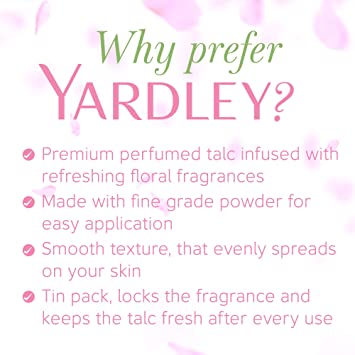 Why prefer
YARDLEY?
Premium perfumed talc infused with
refreshing floral fragrances
Made with fine grade powder for
easy application
Smooth texture, that evenly spreads
on your skin
Tin pack, locks the fragrance and
keeps the talc fresh after every use